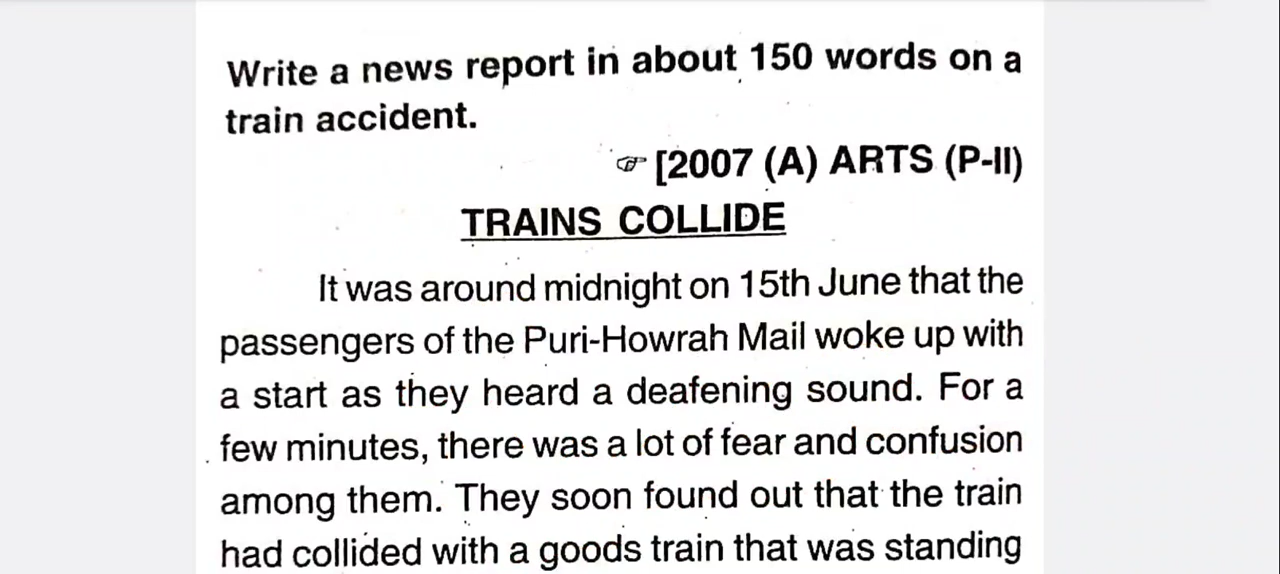 Write a news report in about 150 words on a
train accident.
☞ [2007 (A) ARTS (P-II)
TRAINS COLLIDE
It was around midnight on 15th June that the
passengers of the Puri-Howrah Mail woke up with
a start as they heard a deafening sound. For a
few minutes, there was a lot of fear and confusion
among them. They soon found out that the train
had collided with a goods train that was standing